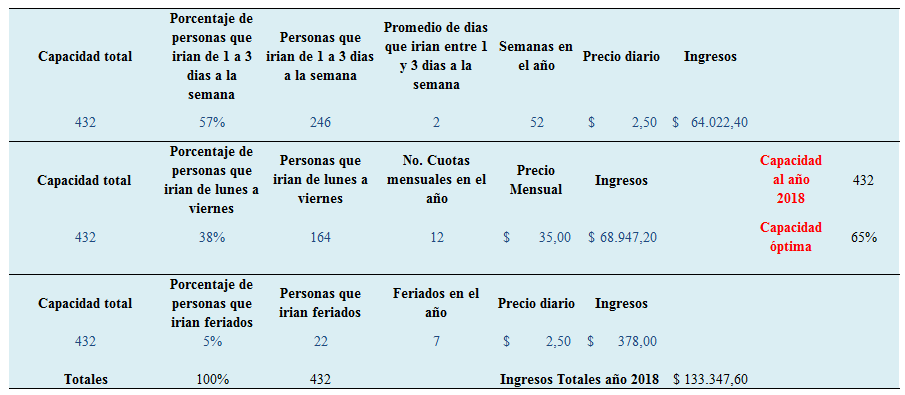 Capacidad total | Porcentaje de personas que irian de 1 a 3 dias a la semana | Personas que irian de 1 a 3 dias a la semana | Promedio de dias que irian entre 1 y 3 dias a la semana | Semanas en el año | Precio diario | Ingresos
432 | 57% | 246 | 2 | 52 | $ 2,50 | $ 64.022,40
Capacidad total | Porcentaje de personas que irian de lunes a viernes | Personas que irian de lunes a viernes | No. Cuotas mensuales en el año | Precio Mensual | Ingresos | Capacidad al año 2018 | 432
432 | 38% | 164 | 12 | $ 35,00 | $ 68.947,20 | Capacidad óptima | 65%
Capacidad total | Porcentaje de personas que irian feriados | Personas que irian feriados | Feriados en el año | Precio diario | Ingresos
432 | 5% | 22 | 7 | $ 2,50 | $ 378,00
Totales | 100% | 432 | Ingresos Totales año 2018 | $ 133.347,60